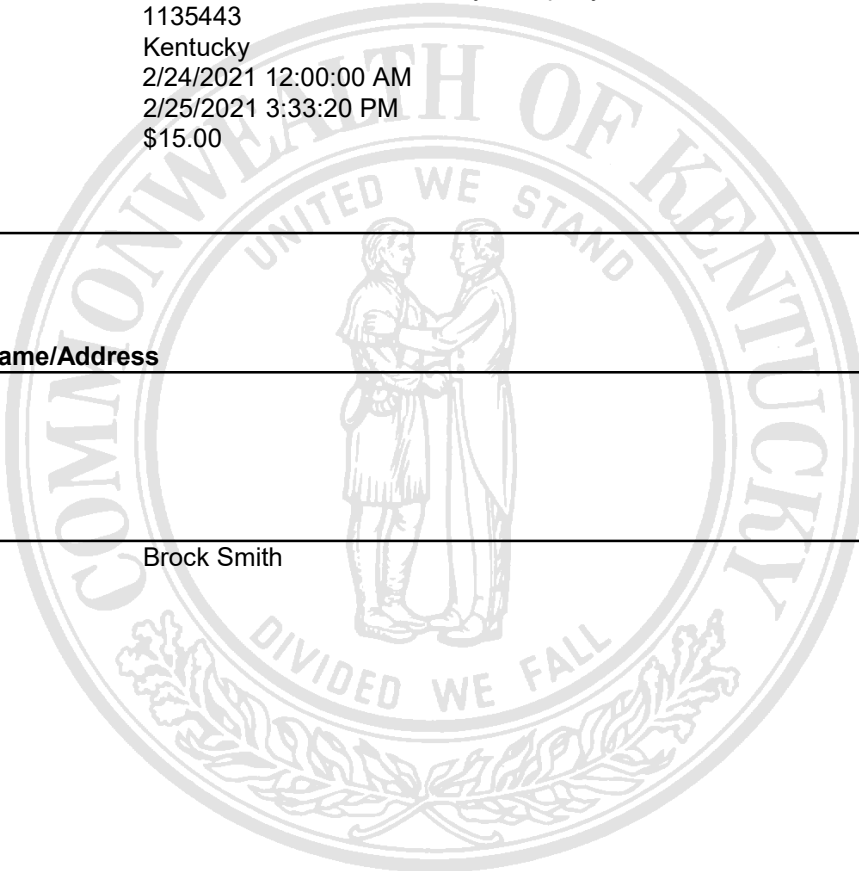 1135443
Kentucky
2/24/2021 12:00:00 AM
2/25/2021 3:33:20 PM
$15.00
COMMONWEALTH OF KENTUCKY
UNITED WE STAND
ame/Address
Brock Smith
DIVIDED WE FALL